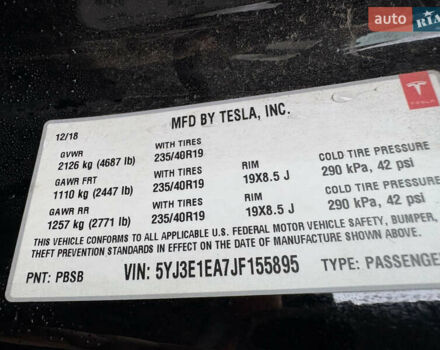 auto RIA
MFD BY TESLA, INC.
TESLA
12/18
GVWR WITH TIRES
2126 kg (4687 lb) 235/40R19 RIM COLD TIRE PRESSURE
GAWR FRT WITH TIRES 19X8.5 J 290 kPa, 42 psi
1110 kg (2447 lb) 235/40R19
GAWR RR WITH TIRES RIM COLD TIRE PRESSURE
1257 kg (2771 lb) 235/40R19 19X8.5 J 290 kPa, 42 psi
THIS VEHICLE CONFORMS TO ALL APPLICABLE U.S. FEDERAL MOTOR VEHICLE SAFETY, BUMPER,
THEFT PREVENTION STANDARDS IN EFFECT ON THE DATE OF MANUFACTURE SHOWN ABOVE.
PNT: PBSB VIN: 5YJ3E1EA7JF155895 TYPE: PASSENGE